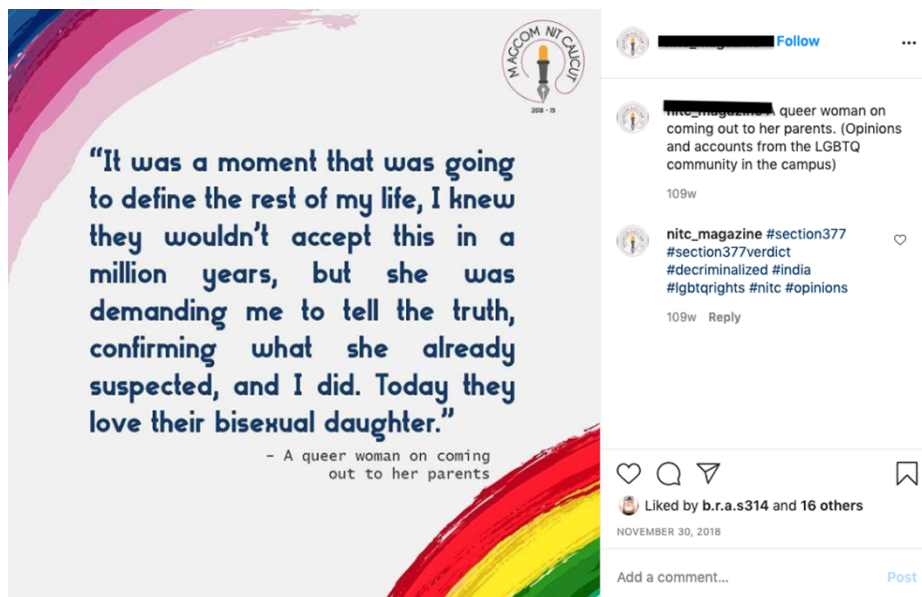 MAGCOM NIT CALICUT
2018 - 19
“It was a moment that was going
to define the rest of my life, I knew
they wouldn’t accept this in a
million years, but she was
demanding me to tell the truth,
confirming what she already
suspected, and I did. Today they
love their bisexual daughter.”
- A queer woman on coming
out to her parents
Follow
A queer woman on
coming out to her parents. (Opinions
and accounts from the LGBTQ
community in the campus)
109w
nitc_magazine #section377
#section377verdict
#decriminalized #india
#lgbtqrights #nitc #opinions
109w Reply
Liked by b.r.a.s314 and 16 others
NOVEMBER 30, 2018
Add a comment...
Post